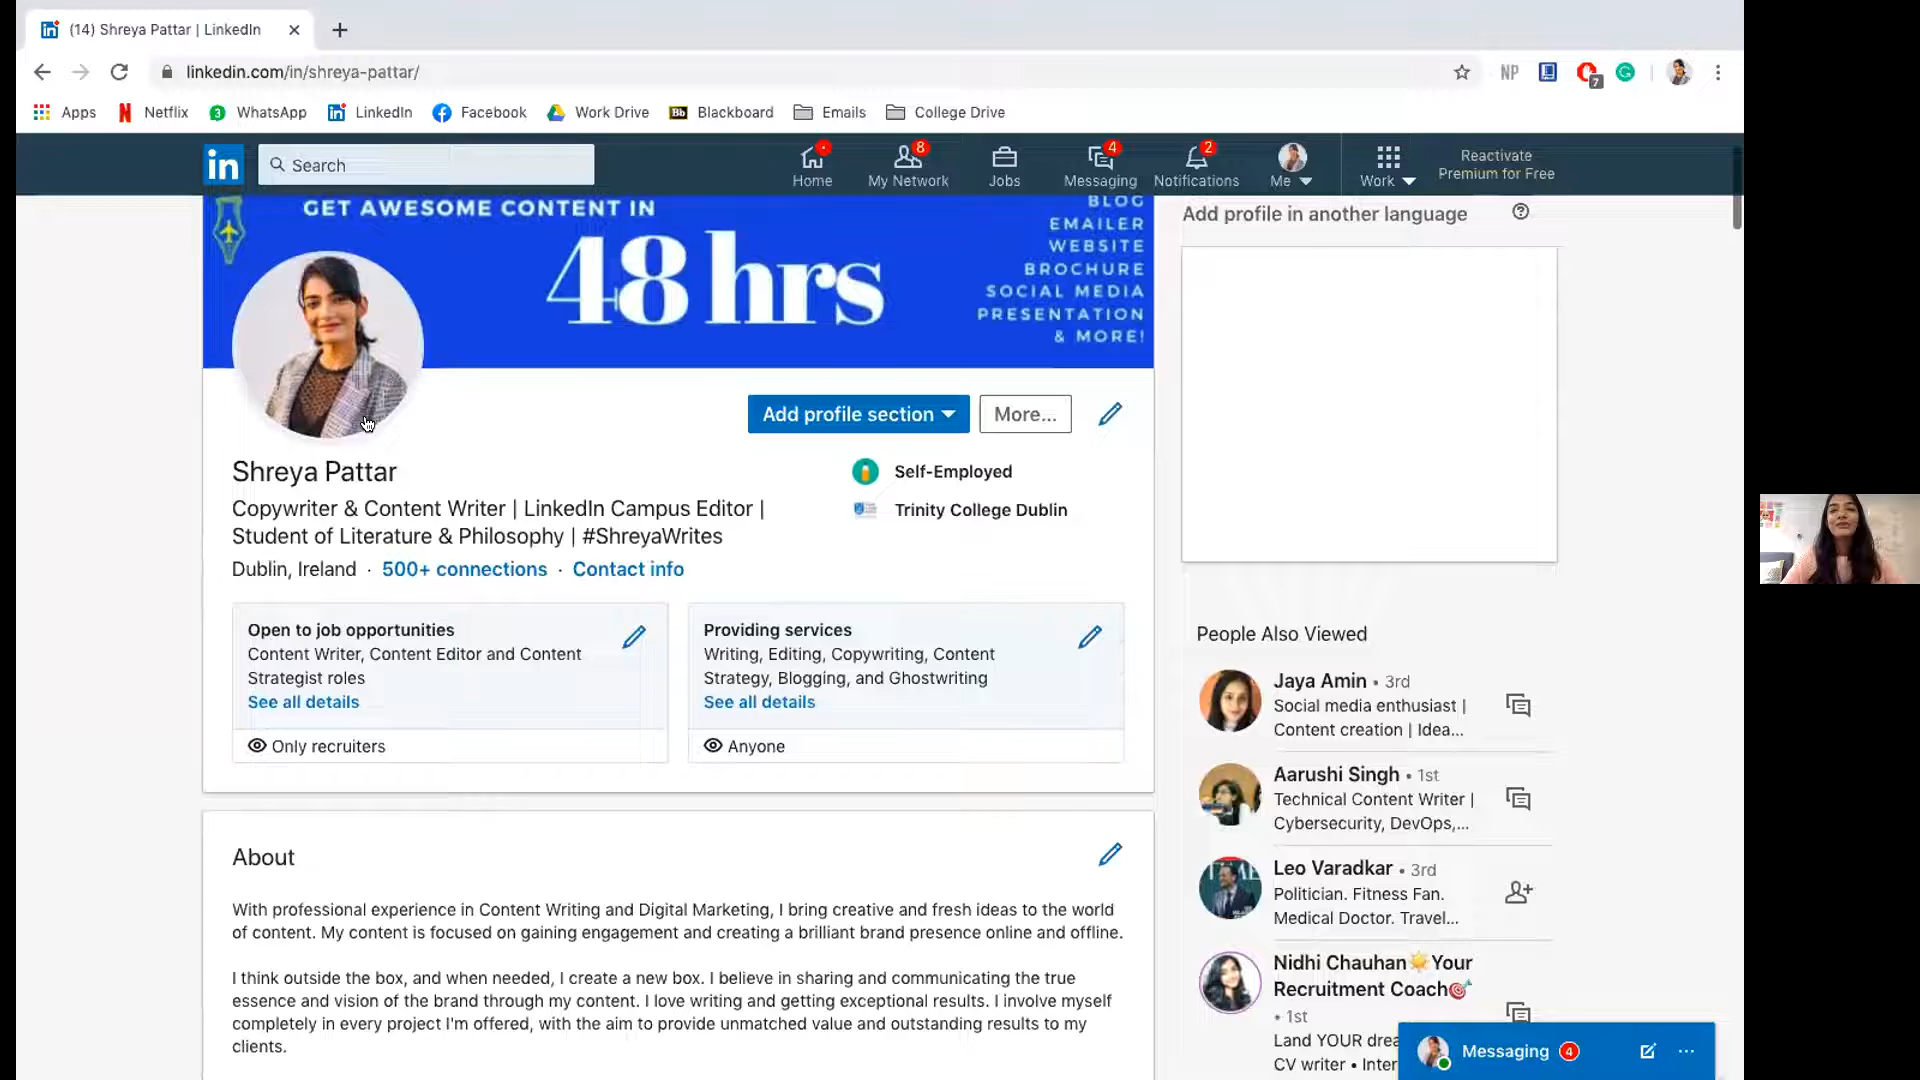 (14) Shreya Pattar | LinkedIn
linkedin.com/in/shreya-pattar/
NP
7
Apps
Netflix
3
WhatsApp
LinkedIn
Facebook
Work Drive
Bb
Blackboard
Emails
College Drive
in
Search
Home
8
My Network
Jobs
4
Messaging
2
Notifications
Me
Work
Reactivate
Premium for Free
GET AWESOME CONTENT IN
48 hrs
BLOG
EMAILER
WEBSITE
BROCHURE
SOCIAL MEDIA
PRESENTATION
& MORE!
Add profile section
More...
Shreya Pattar
Copywriter & Content Writer | LinkedIn Campus Editor |
Student of Literature & Philosophy | #ShreyaWrites
Dublin, Ireland · 500+ connections · Contact info
Self-Employed
Trinity College Dublin
Open to job opportunities
Content Writer, Content Editor and Content
Strategist roles
See all details
Only recruiters
Providing services
Writing, Editing, Copywriting, Content
Strategy, Blogging, and Ghostwriting
See all details
Anyone
About
With professional experience in Content Writing and Digital Marketing, I bring creative and fresh ideas to the world
of content. My content is focused on gaining engagement and creating a brilliant brand presence online and offline.
I think outside the box, and when needed, I create a new box. I believe in sharing and communicating the true
essence and vision of the brand through my content. I love writing and getting exceptional results. I involve myself
completely in every project I'm offered, with the aim to provide unmatched value and outstanding results to my
clients.
Add profile in another language
People Also Viewed
Jaya Amin • 3rd
Social media enthusiast |
Content creation | Idea...
Aarushi Singh • 1st
Technical Content Writer |
Cybersecurity, DevOps,...
Leo Varadkar • 3rd
Politician. Fitness Fan.
Medical Doctor. Travel...
Nidhi Chauhan☀️Your
Recruitment Coach🎯
• 1st
Land YOUR drea
CV writer • Inter
Messaging 4